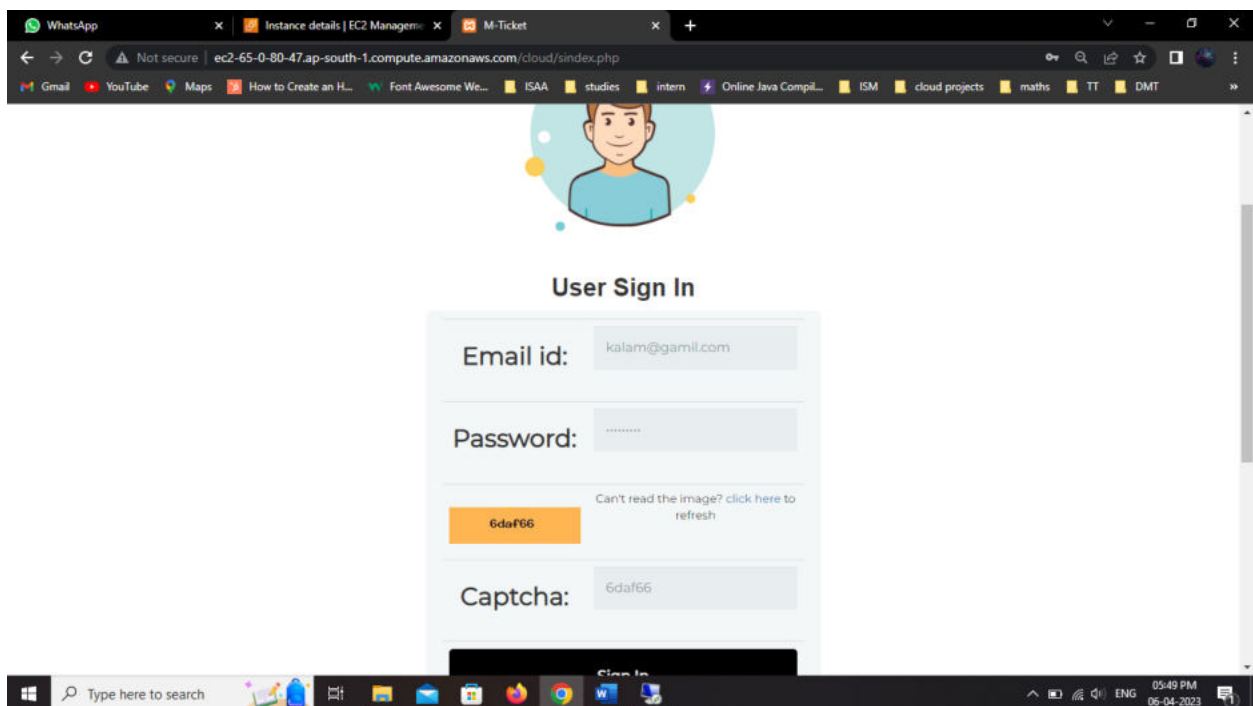 WhatsApp
Instance details | EC2 Manageme
M-Ticket
Not secure | ec2-65-0-80-47.ap-south-1.compute.amazonaws.com/cloud/sindex.php
Gmail YouTube Maps How to Create an H... Font Awesome We... ISAA studies intern Online Java Compil... ISM cloud projects maths TT DMT »
User Sign In
Email id: kalam@gamil.com
Password: ·········
Can't read the image? click here to
refresh
6daf66
Captcha: 6daf66
Sign In
Type here to search
ENG
05:49 PM
06-04-2023